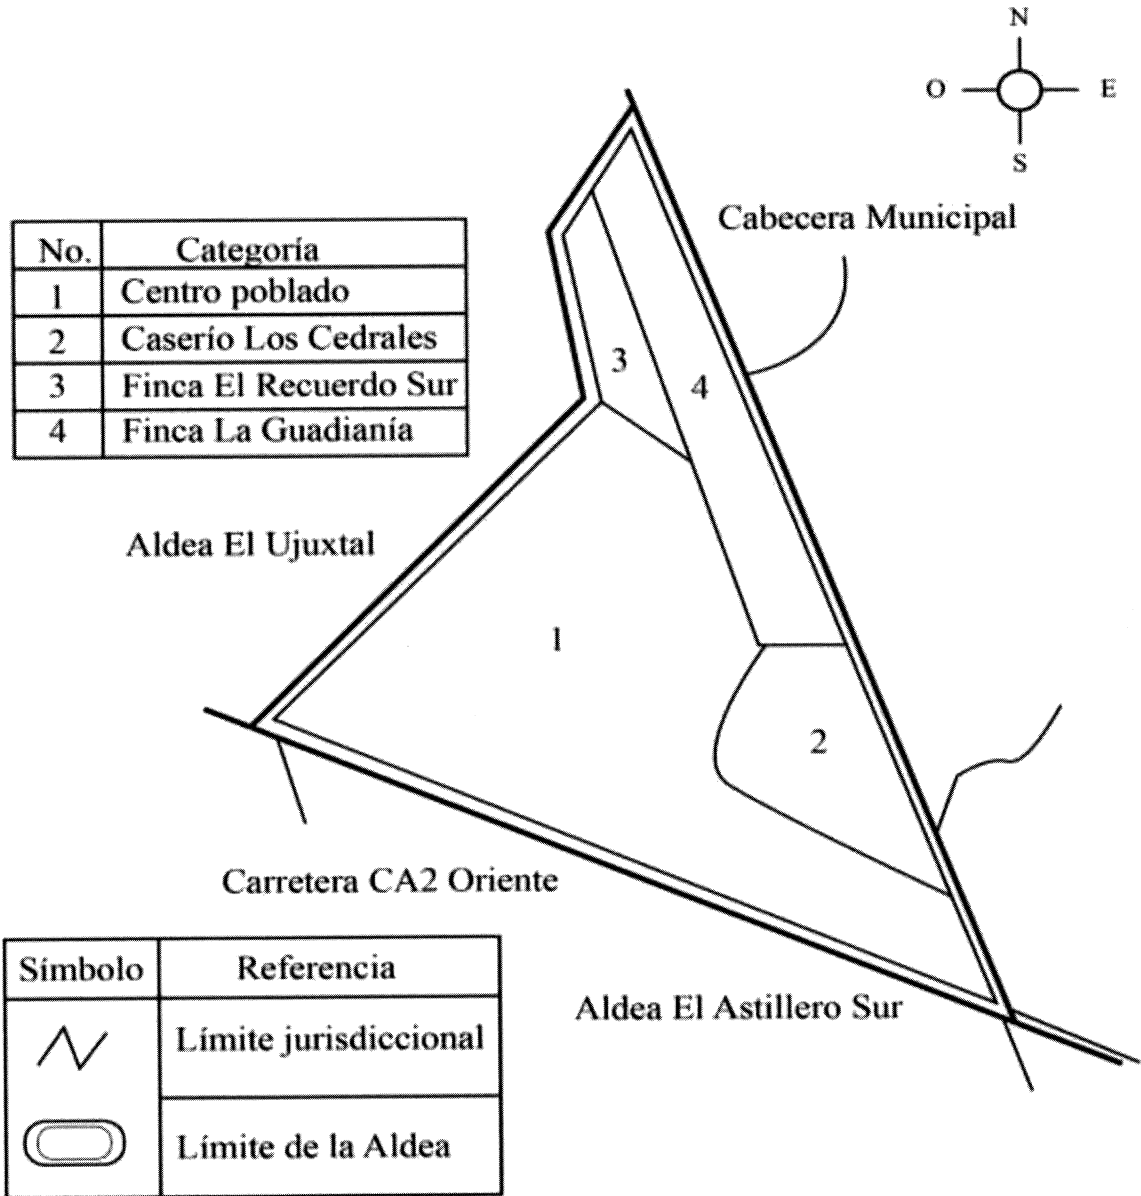 N
O E
S
Cabecera Municipal
No. Categoría
1 Centro poblado
2 Caserío Los Cedrales
3 Finca El Recuerdo Sur
4 Finca La Guadianía
3
4
Aldea El Ujuxtal
1
2
Carretera CA2 Oriente
Aldea El Astillero Sur
Símbolo Referencia
Límite jurisdiccional
Límite de la Aldea